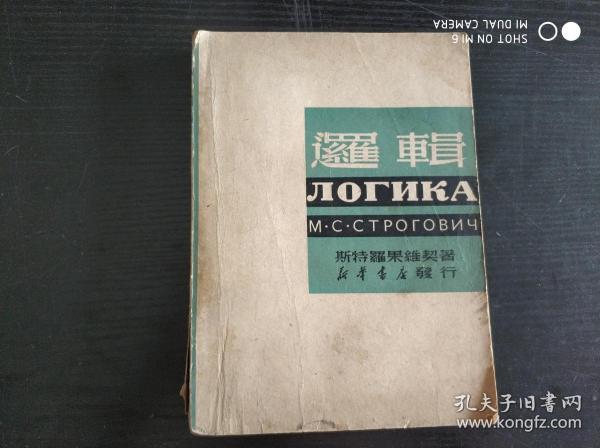 SHOT ON MI 6
MI DUAL CAMERA
邏輯
ЛОГИКА
М·С·СТРОГОВИЧ
斯特羅果維契著
新華書店發行
孔夫子旧书网
www.kongfz.com